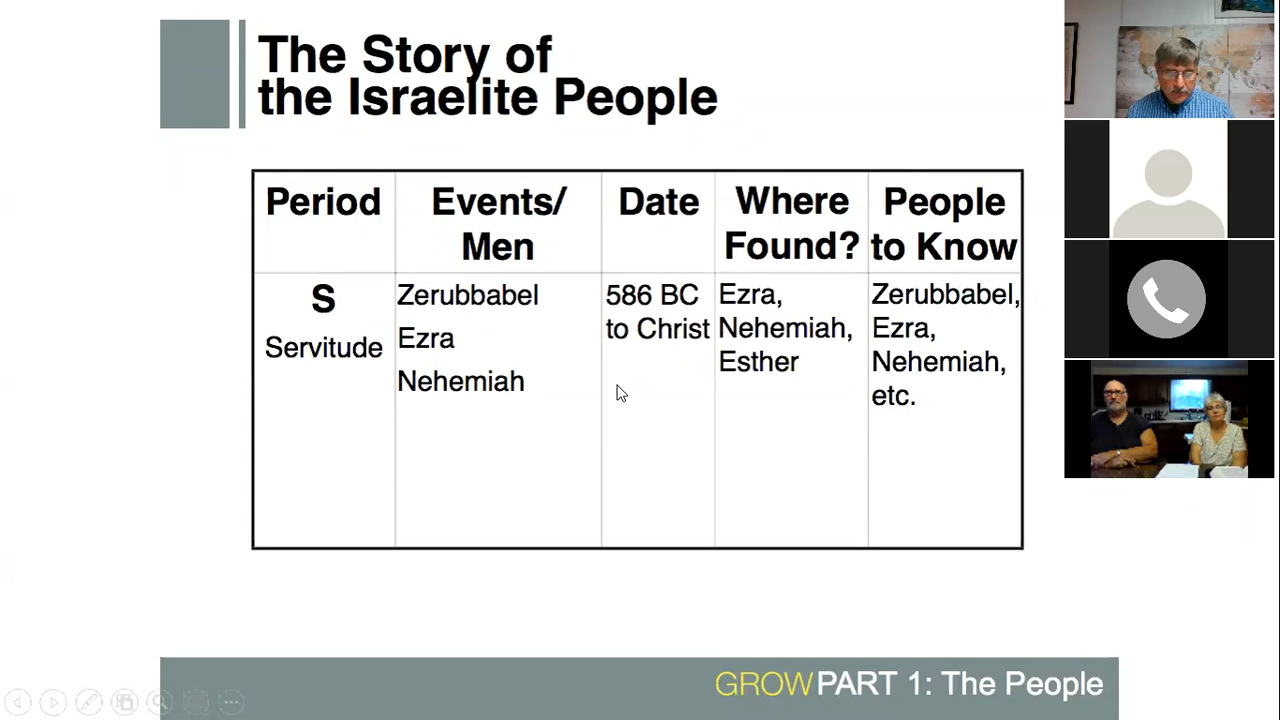 The Story of
the Israelite People
Period
Events/
Men
Date
Where
Found?
People
to Know
S
Servitude
Zerubbabel
Ezra
Nehemiah
586 BC
to Christ
Ezra,
Nehemiah,
Esther
Zerubbabel,
Ezra,
Nehemiah,
etc.
GROW PART 1: The People